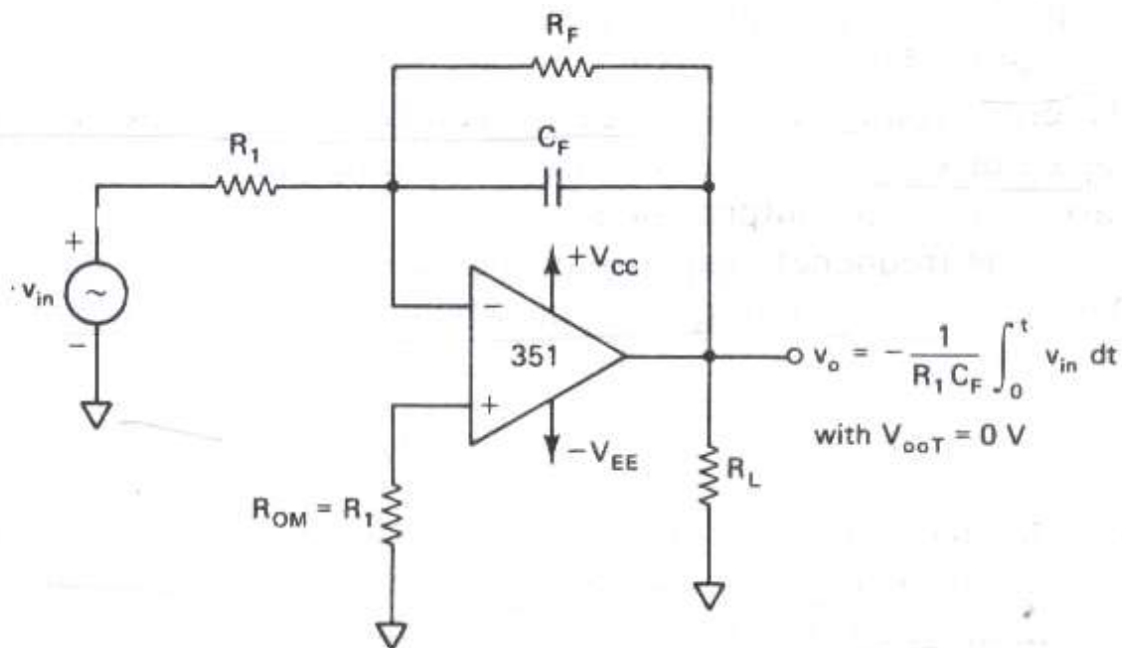 R_F
C_F
R_1
+
v_in
~
−
+V_CC
−
351
+
−V_EE
v_o = − 1/(R_1 C_F) ∫_0^t v_in dt
with V_ooT = 0 V
R_L
R_OM = R_1